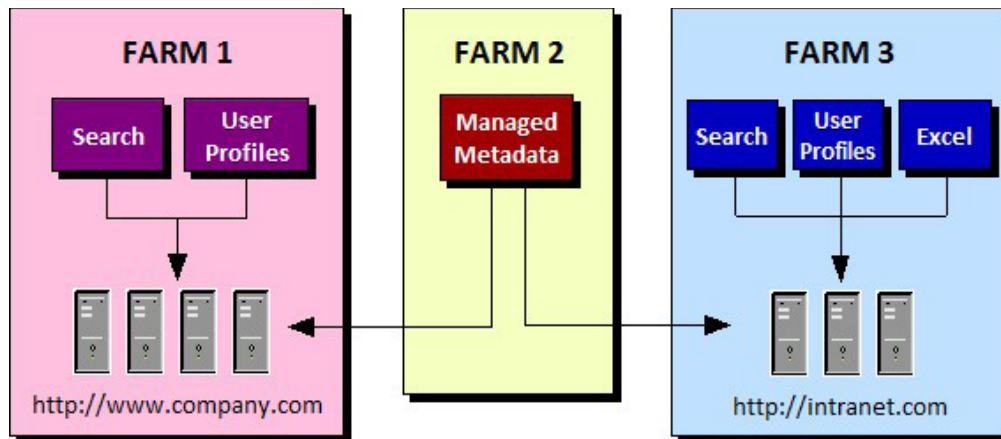 FARM 1
Search
User
Profiles
http://www.company.com
FARM 2
Managed
Metadata
FARM 3
Search
User
Profiles
Excel
http://intranet.com